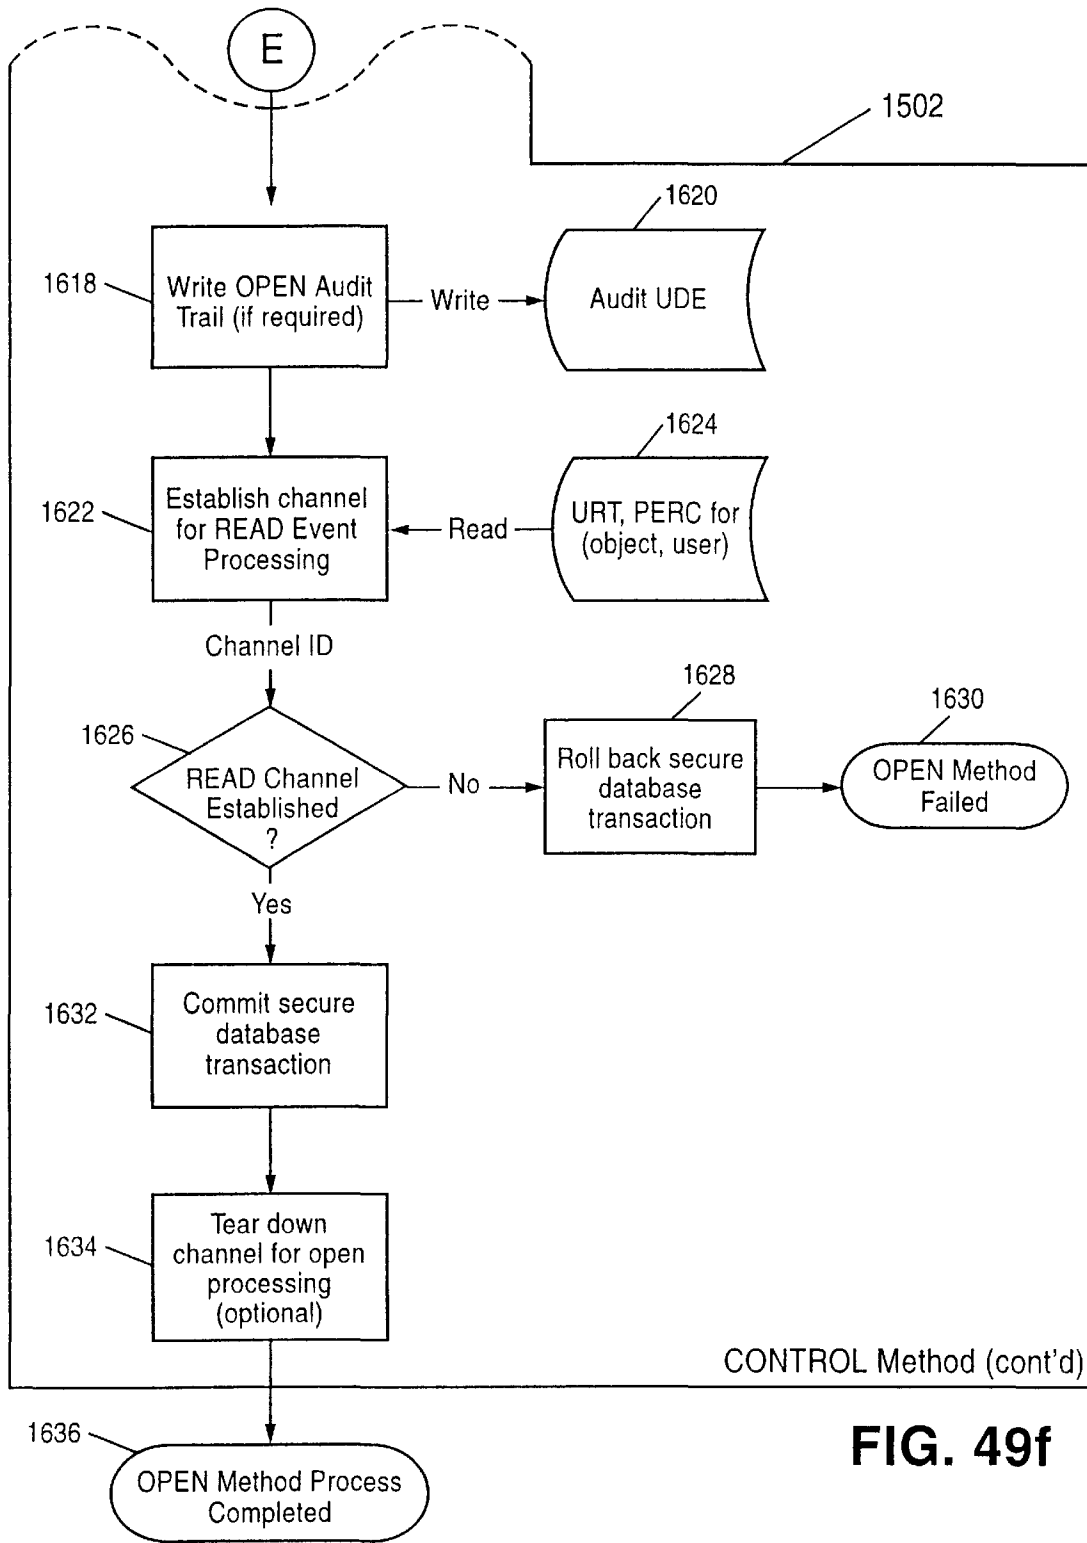 E
1502
1620
1618
Write OPEN Audit
Trail (if required)
Write
Audit UDE
1624
1622
Establish channel
for READ Event
Processing
Read
URT, PERC for
(object, user)
Channel ID
1628
1630
1626
READ Channel
Established
?
No
Roll back secure
database
transaction
OPEN Method
Failed
Yes
1632
Commit secure
database
transaction
1634
Tear down
channel for open
processing
(optional)
CONTROL Method (cont'd)
1636
OPEN Method Process
Completed
FIG. 49f